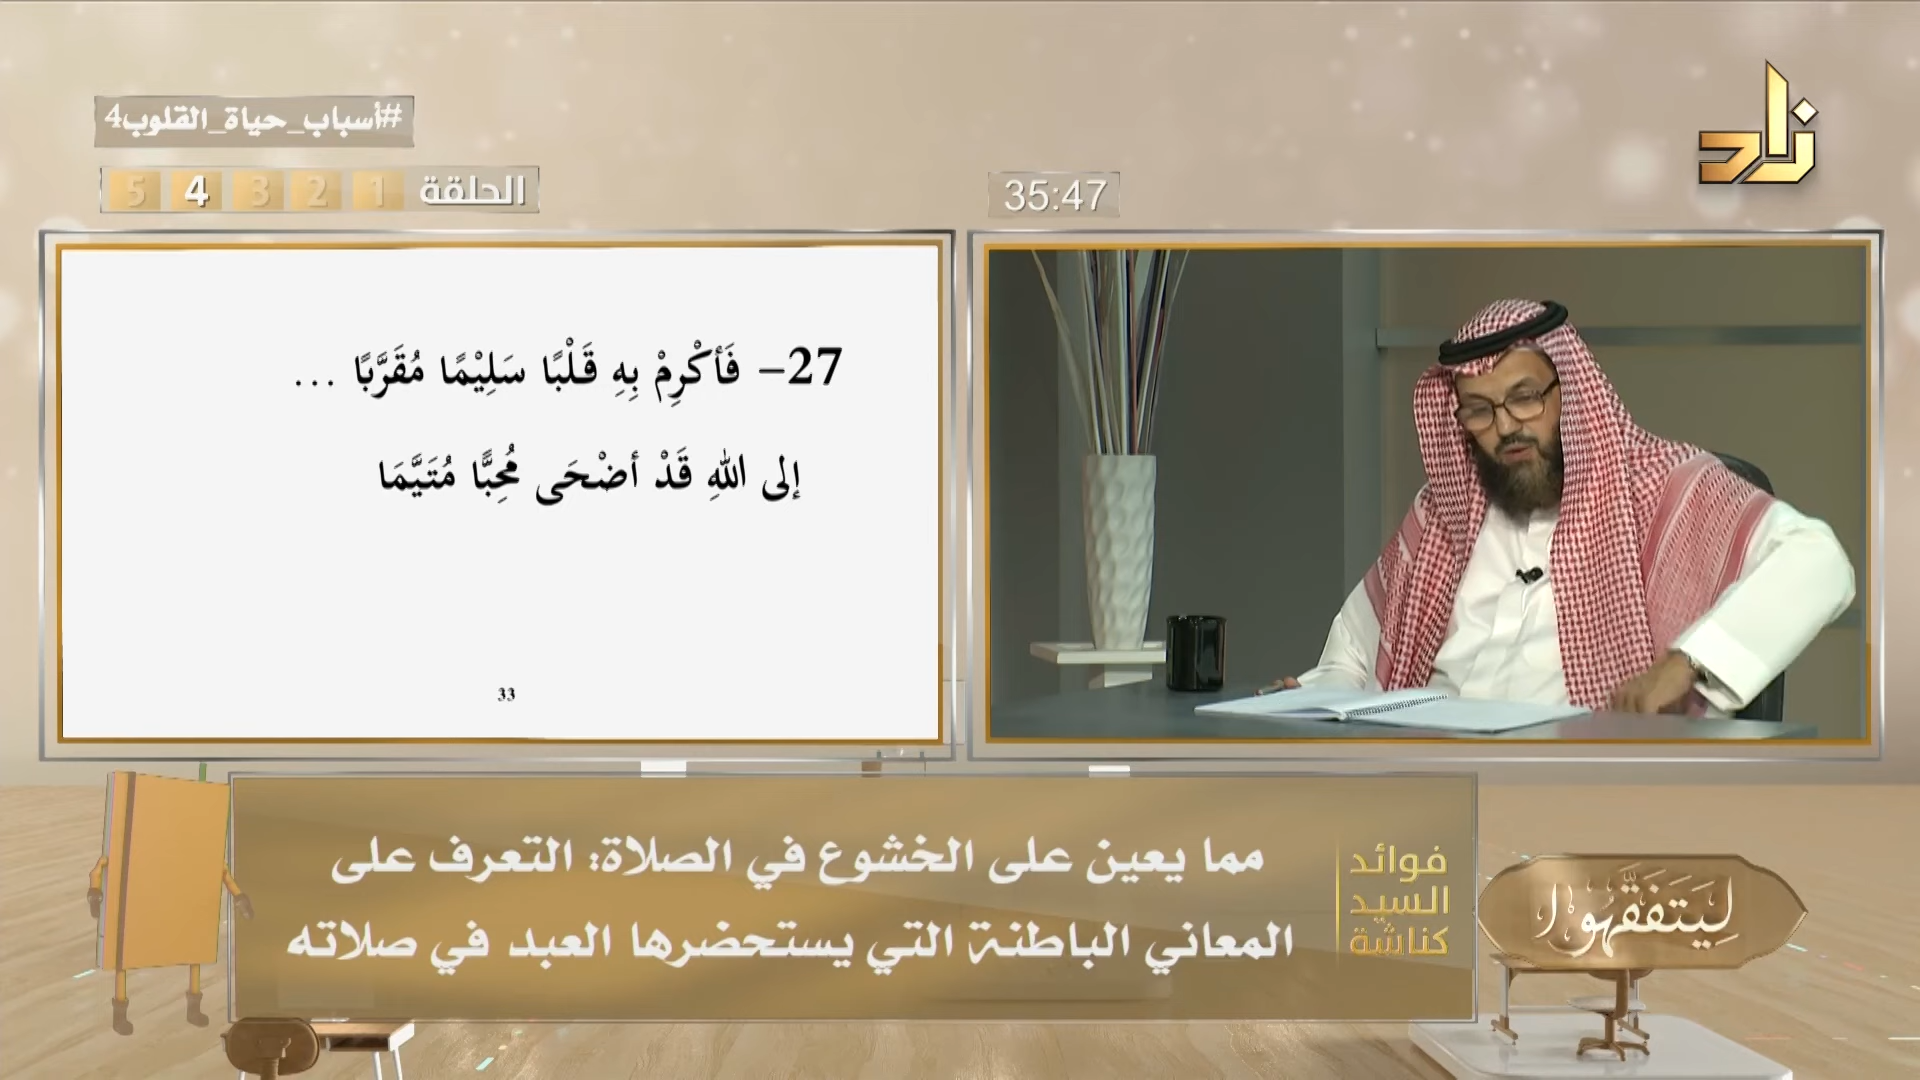 #أسباب_حياة_القلوب4
زاد
الحلقة 1 2 3 4 5
35:47
27- فَأَكْرِمْ بِهِ قَلْبًا سَلِيْمًا مُقَرَّبًا ...
إلى اللهِ قَدْ أضْحَى مُحِبًّا مُتَيَّمَا
33
فوائد
السيد
كناشة
مما يعين على الخشوع في الصلاة: التعرف على
المعاني الباطنة التي يستحضرها العبد في صلاته
لِيَتَفَقَّهُوا